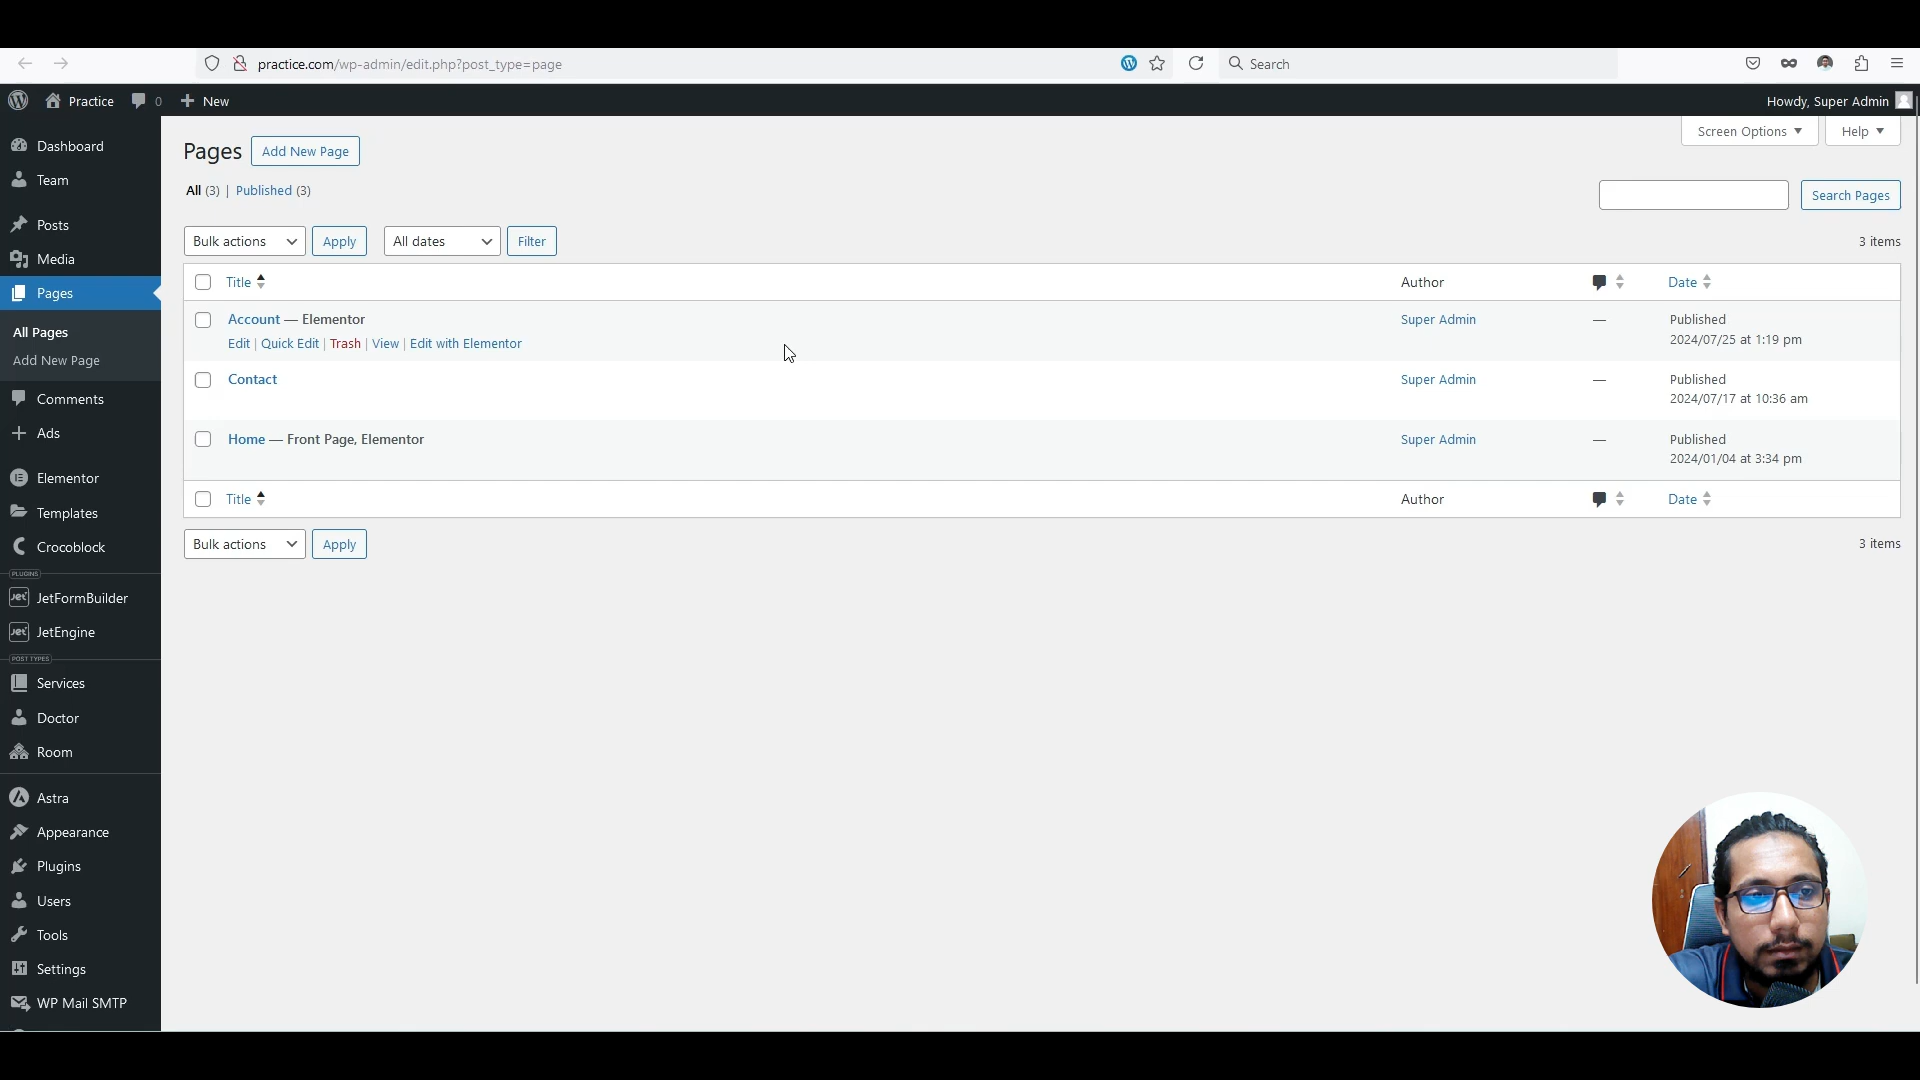 practice.com/wp-admin/edit.php?post_type=page
Search
Practice
0
New
Howdy, Super Admin
Dashboard
Team
Posts
Media
Pages
All Pages
Add New Page
Comments
Ads
Elementor
Templates
Crocoblock
PLUGINS
JetFormBuilder
JetEngine
POST TYPES
Services
Doctor
Room
Astra
Appearance
Plugins
Users
Tools
Settings
WP Mail SMTP
Pages
Add New Page
Screen Options
Help
All (3) | Published (3)
Search Pages
Bulk actions
Apply
All dates
Filter
3 items
Title
Author
Date
Account — Elementor
Super Admin
—
Published
2024/07/25 at 1:19 pm
Edit | Quick Edit | Trash | View | Edit with Elementor
Contact
Super Admin
—
Published
2024/07/17 at 10:36 am
Home — Front Page, Elementor
Super Admin
—
Published
2024/01/04 at 3:34 pm
Title
Author
Date
Bulk actions
Apply
3 items